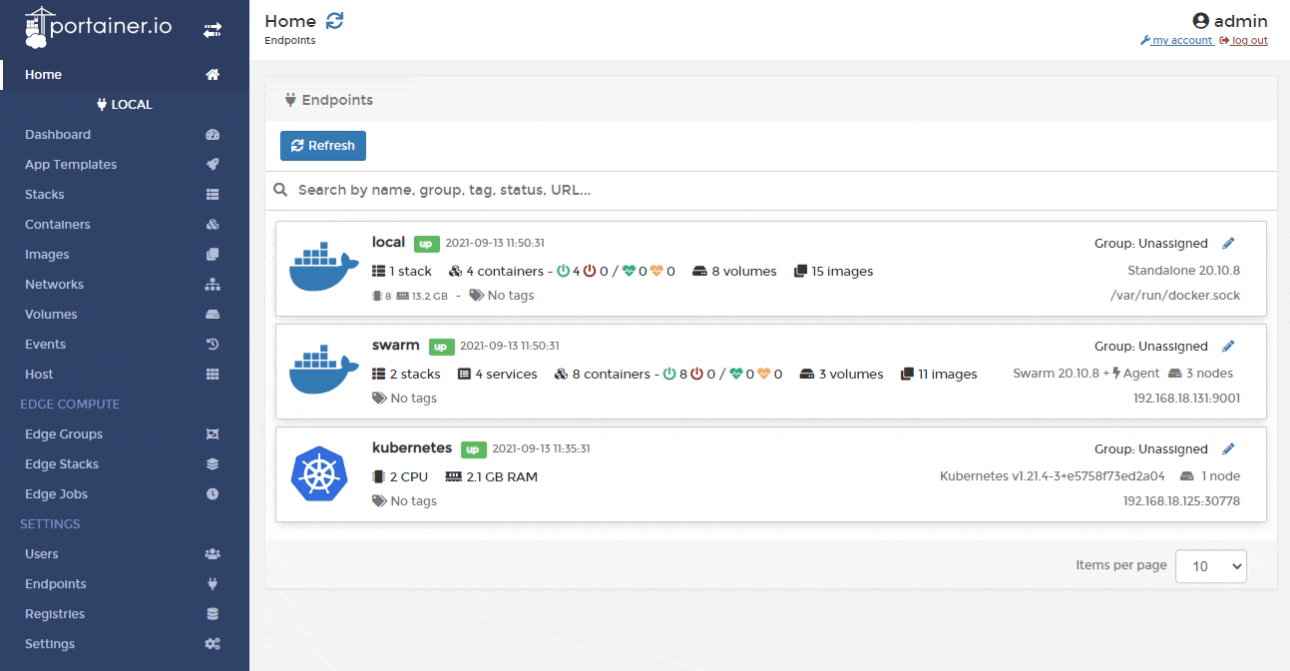 portainer.io
Home
LOCAL
Dashboard
App Templates
Stacks
Containers
Images
Networks
Volumes
Events
Host
EDGE COMPUTE
Edge Groups
Edge Stacks
Edge Jobs
SETTINGS
Users
Endpoints
Registries
Settings
Home
Endpoints
admin
my account log out
Endpoints
Refresh
Search by name, group, tag, status, URL...
local up 2021-09-13 11:50:31 Group: Unassigned
1 stack 4 containers - 4 0 / 0 0 8 volumes 15 images Standalone 20.10.8
8 13.2 GB - No tags /var/run/docker.sock
swarm up 2021-09-13 11:50:31 Group: Unassigned
2 stacks 4 services 8 containers - 8 0 / 0 0 3 volumes 11 images Swarm 20.10.8 + Agent 3 nodes
No tags 192.168.18.131:9001
kubernetes up 2021-09-13 11:35:31 Group: Unassigned
2 CPU 2.1 GB RAM Kubernetes v1.21.4-3+e5758f73ed2a04 1 node
No tags 192.168.18.125:30778
Items per page 10